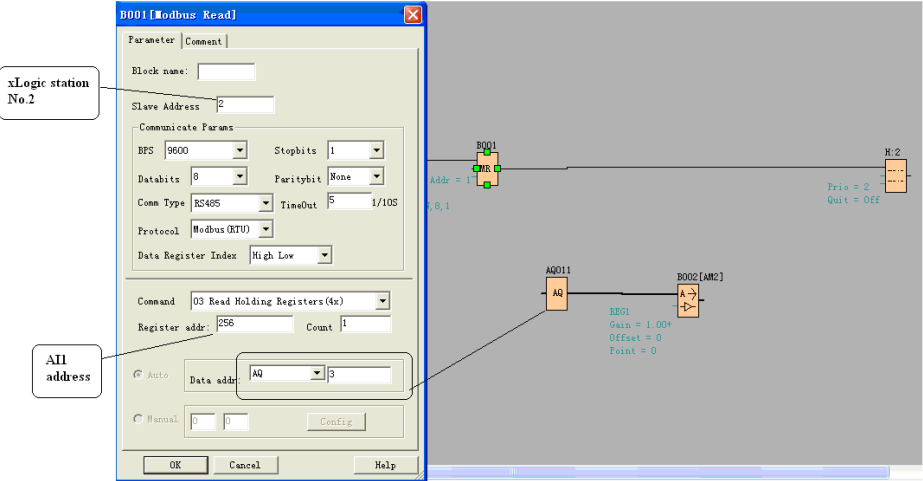 B001[Modbus Read]
Parameter
Comment
Block name:
xLogic station
No.2
Slave Address
2
Communicate Params
BPS
9600
Stopbits
1
Databits
8
Paritybit
None
Comm Type
RS485
TimeOut
5
1/10S
Protocol
Modbus(RTU)
Data Register Index
High Low
Command
03 Read Holding Registers(4x)
Register addr:
256
Count
1
AI1
address
Auto
Data addr:
AQ
3
Manual
0
0
Config
OK
Cancel
Help
B001
MR
Addr = 1
,8,1
H:2
Prio = 2
Quit = Off
AQ011
AQ
B002[AM2]
A→
REG1
Gain = 1.00+
Offset = 0
Point = 0